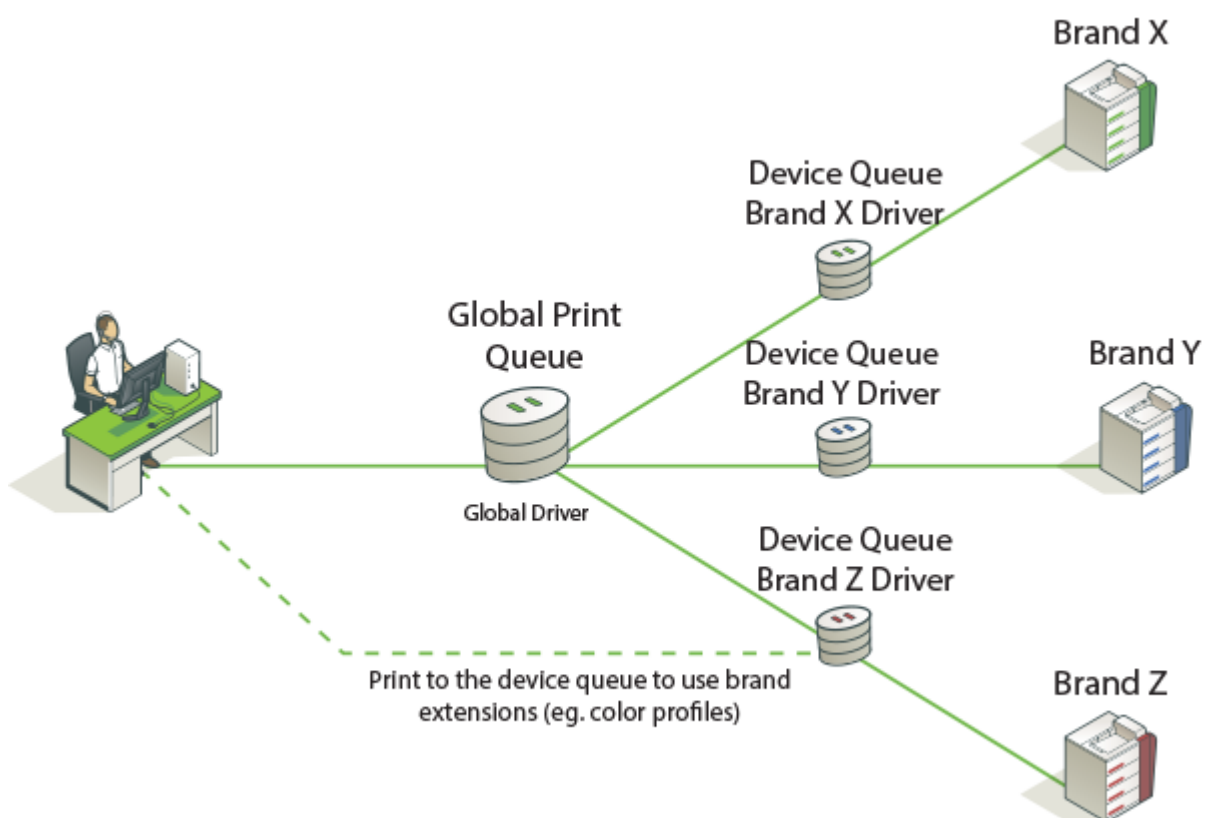 Brand X
Device Queue
Brand X Driver
Global Print
Queue
Global Driver
Device Queue
Brand Y Driver
Brand Y
Device Queue
Brand Z Driver
Print to the device queue to use brand
extensions (eg. color profiles)
Brand Z